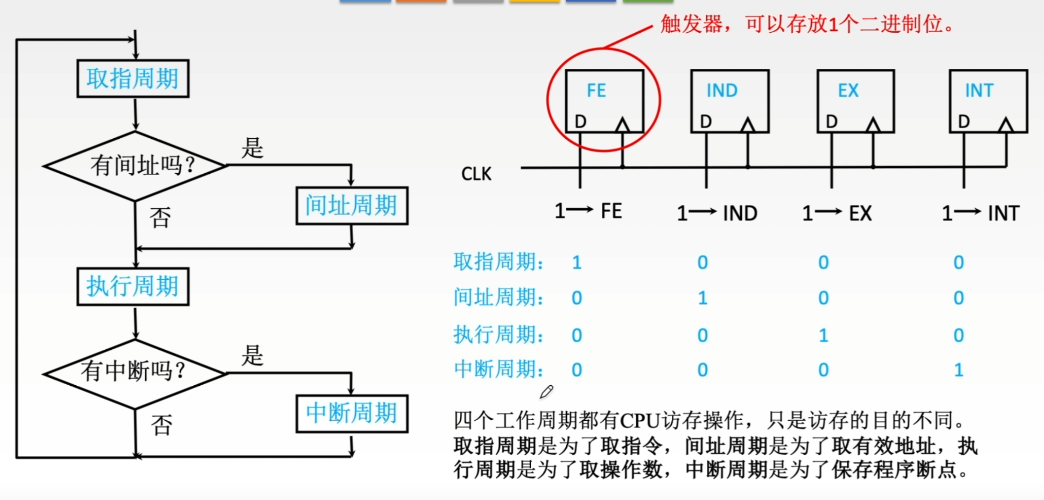 触发器，可以存放1个二进制位。
取指周期
有间址吗？
是
间址周期
否
执行周期
有中断吗？
是
中断周期
否
FE
IND
EX
INT
D
D
D
D
CLK
1→ FE
1→ IND
1→ EX
1→ INT
取指周期： 1 0 0 0
间址周期： 0 1 0 0
执行周期： 0 0 1 0
中断周期： 0 0 0 1
四个工作周期都有CPU访存操作，只是访存的目的不同。
取指周期是为了取指令，间址周期是为了取有效地址，执
行周期是为了取操作数，中断周期是为了保存程序断点。